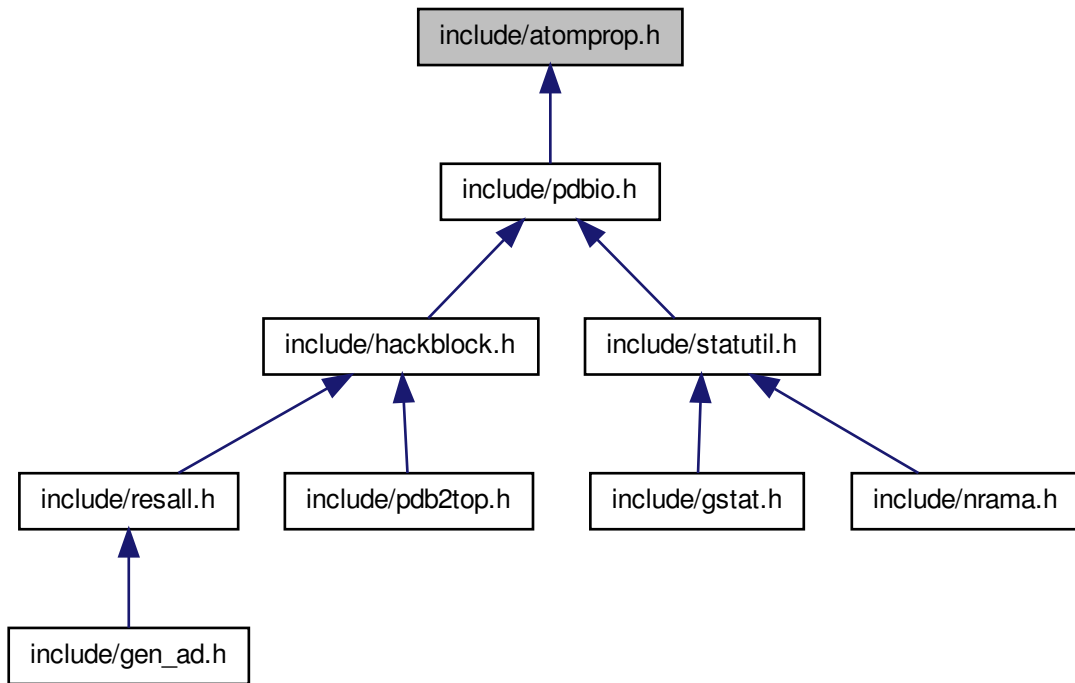 include/atomprop.h
include/pdbio.h
include/hackblock.h
include/statutil.h
include/resall.h
include/pdb2top.h
include/gstat.h
include/nrama.h
include/gen_ad.h